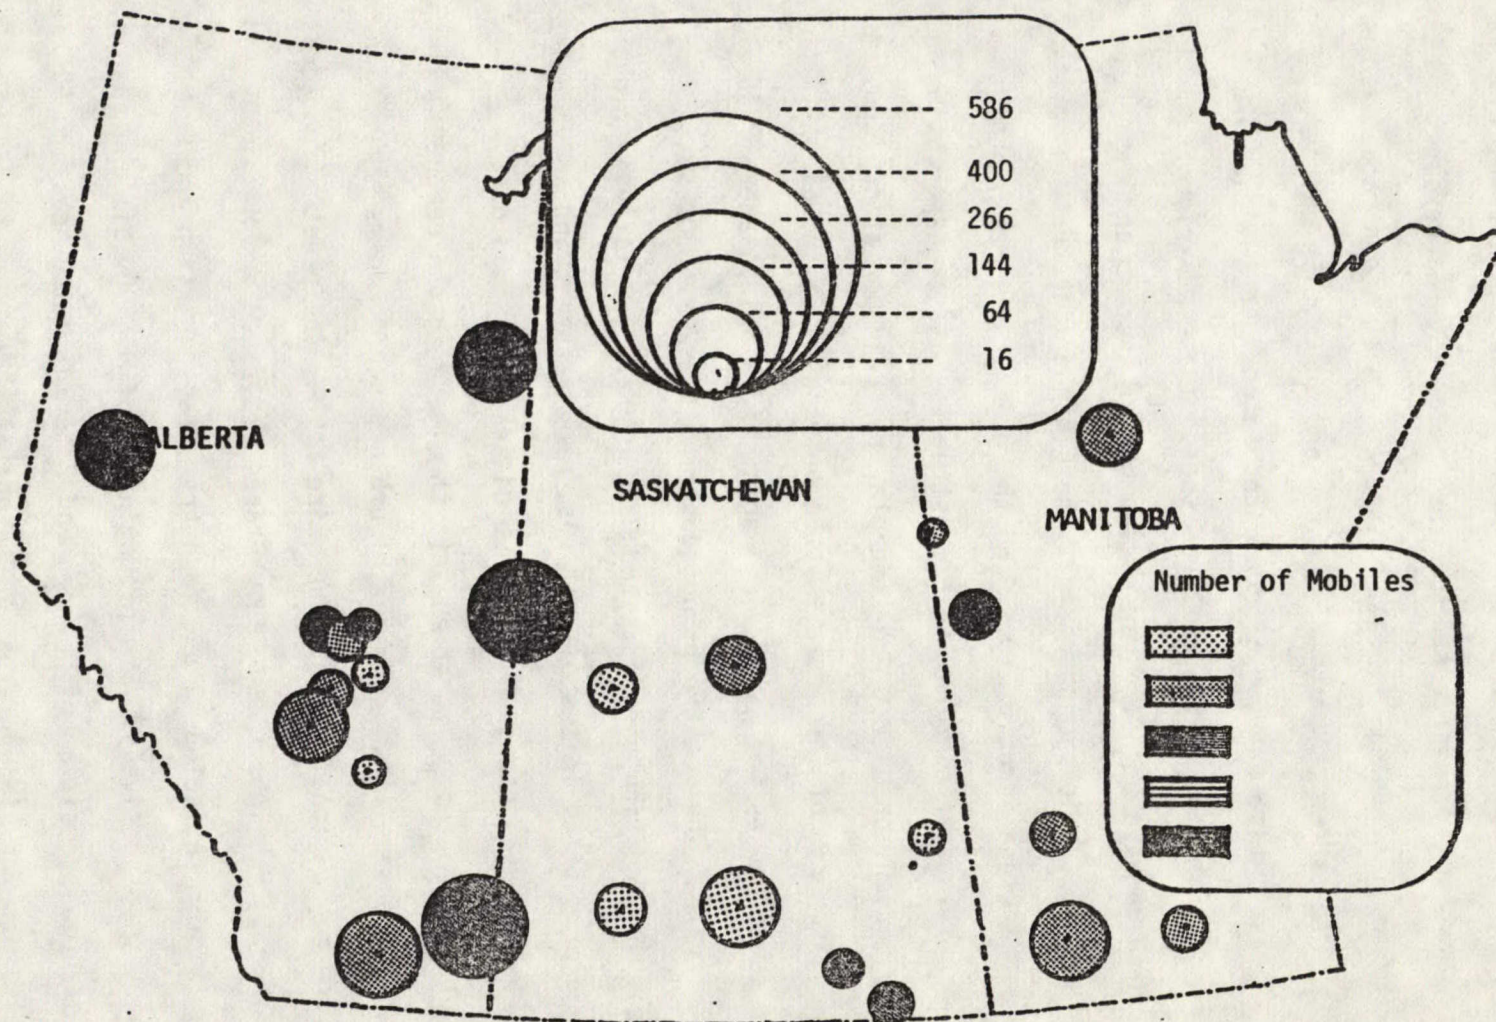 586
400
266
144
64
16
ALBERTA
SASKATCHEWAN
MANITOBA
Number of Mobiles